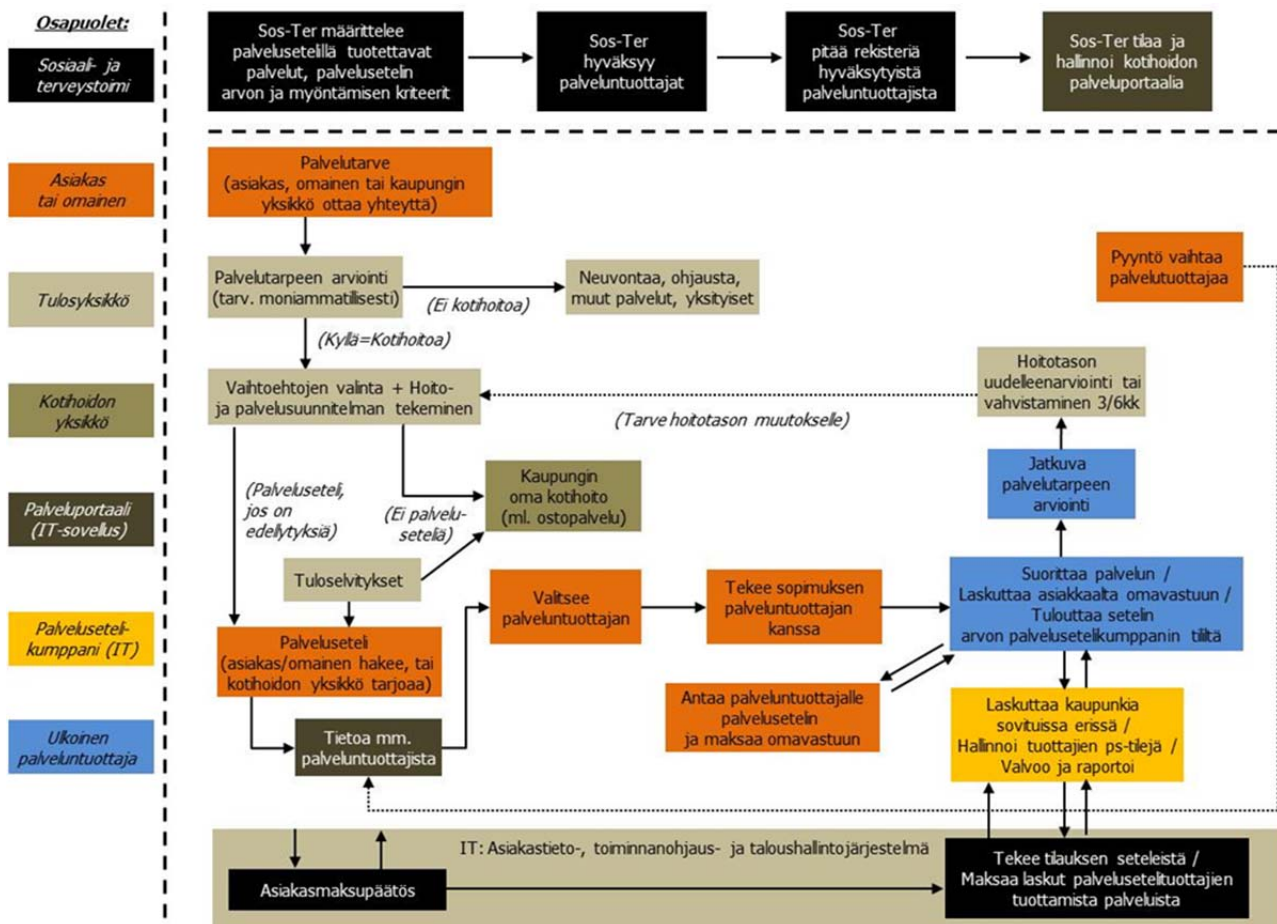 Osapuolet:
Sosiaali- ja
terveystoimi
Asiakas
tai omainen
Tulosyksikkö
Kotihoidon
yksikkö
Palveluportaali
(IT-sovellus)
Palveluseteli-
kumppani (IT)
Ulkoinen
palveluntuottaja
Sos-Ter määrittelee
palvelusetelillä tuotettavat
palvelut, palvelusetelin
arvon ja myöntämisen kriteerit
Sos-Ter
hyväksyy
palveluntuottajat
Sos-Ter
pitää rekisteriä
hyväksytyistä
palveluntuottajista
Sos-Ter tilaa ja
hallinnoi kotihoidon
palveluportaalia
Palvelutarve
(asiakas, omainen tai kaupungin
yksikkö ottaa yhteyttä)
Palvelutarpeen arviointi
(tarv. moniammatillisesti)
(Ei kotihoitoa)
Neuvontaa, ohjausta,
muut palvelut, yksityiset
Pyyntö vaihtaa
palvelutuottajaa
(Kyllä=Kotihoitoa)
Vaihtoehtojen valinta + Hoito-
ja palvelusuunnitelman tekeminen
(Tarve hoitotason muutokselle)
Hoitotason
uudelleenarviointi tai
vahvistaminen 3/6kk
Jatkuva
palvelutarpeen
arviointi
(Palveluseteli,
jos on
edellytyksiä)
(Ei palvelu-
seteliä)
Kaupungin
oma kotihoito
(ml. ostopalvelu)
Tuloselvitykset
Palveluseteli
(asiakas/omainen hakee, tai
kotihoidon yksikkö tarjoaa)
Tietoa mm.
palveluntuottajista
Valitsee
palveluntuottajan
Tekee sopimuksen
palveluntuottajan
kanssa
Suorittaa palvelun /
Laskuttaa asiakkaalta omavastuun /
Tulouttaa setelin
arvon palvelusetelikumppanin tililtä
Antaa palveluntuottajalle
palvelusetelin
ja maksaa omavastuun
Laskuttaa kaupunkia
sovituissa erissä /
Hallinnoi tuottajien ps-tilejä /
Valvoo ja raportoi
IT: Asiakastieto-, toiminnanohjaus- ja taloushallintojärjestelmä
Asiakasmaksupäätös
Tekee tilauksen seteleistä /
Maksaa laskut palvelusetelituottajien
tuottamista palveluista